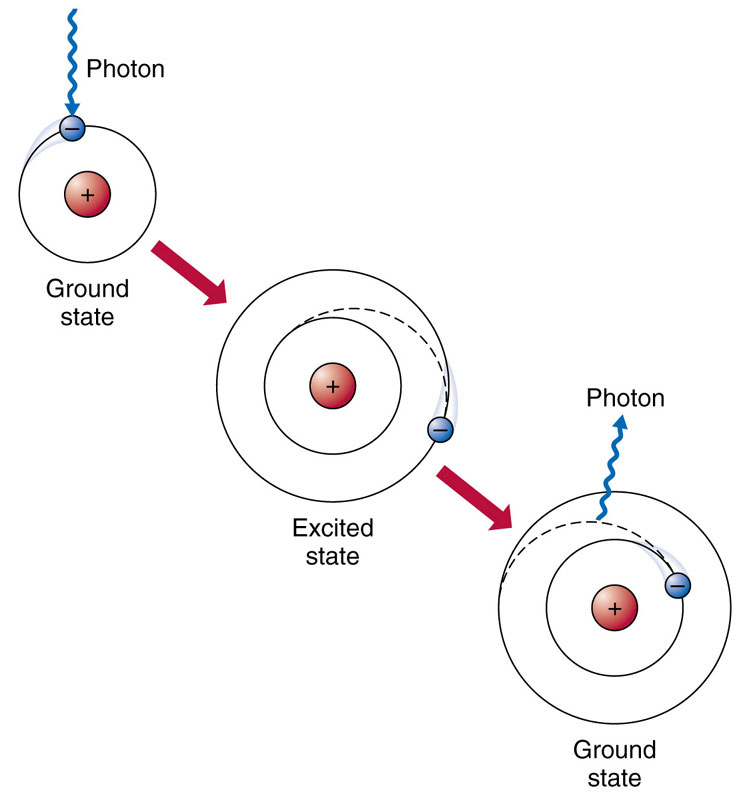 Photon
−
+
Ground
state
+
−
Excited
state
Photon
−
+
Ground
state